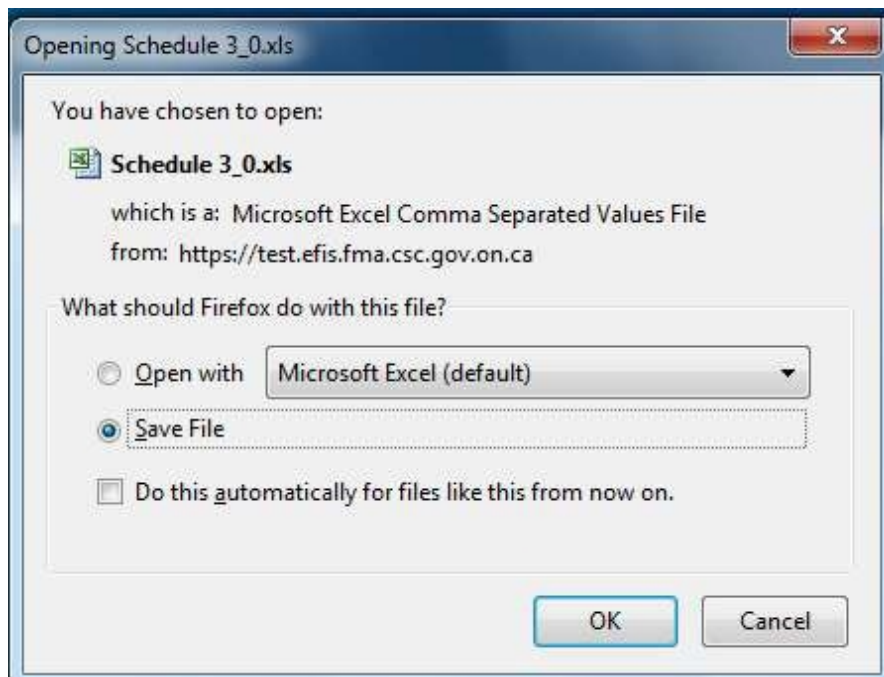 Opening Schedule 3_0.xls
You have chosen to open:
Schedule 3_0.xls
which is a: Microsoft Excel Comma Separated Values File
from: https://test.efis.fma.csc.gov.on.ca
What should Firefox do with this file?
Open with Microsoft Excel (default)
Save File
Do this automatically for files like this from now on.
OK Cancel